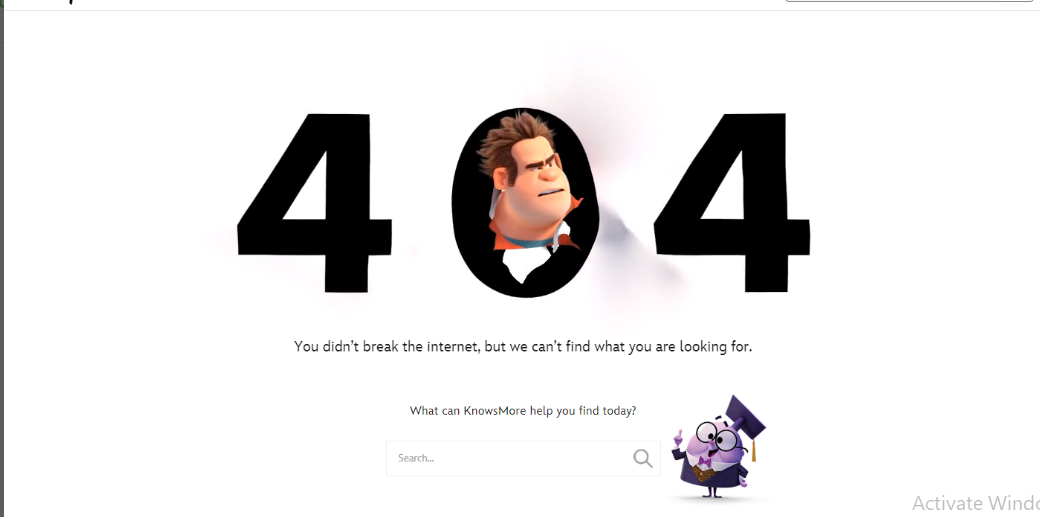 404
You didn't break the internet, but we can't find what you are looking for.
What can KnowsMore help you find today?
Search...
Activate